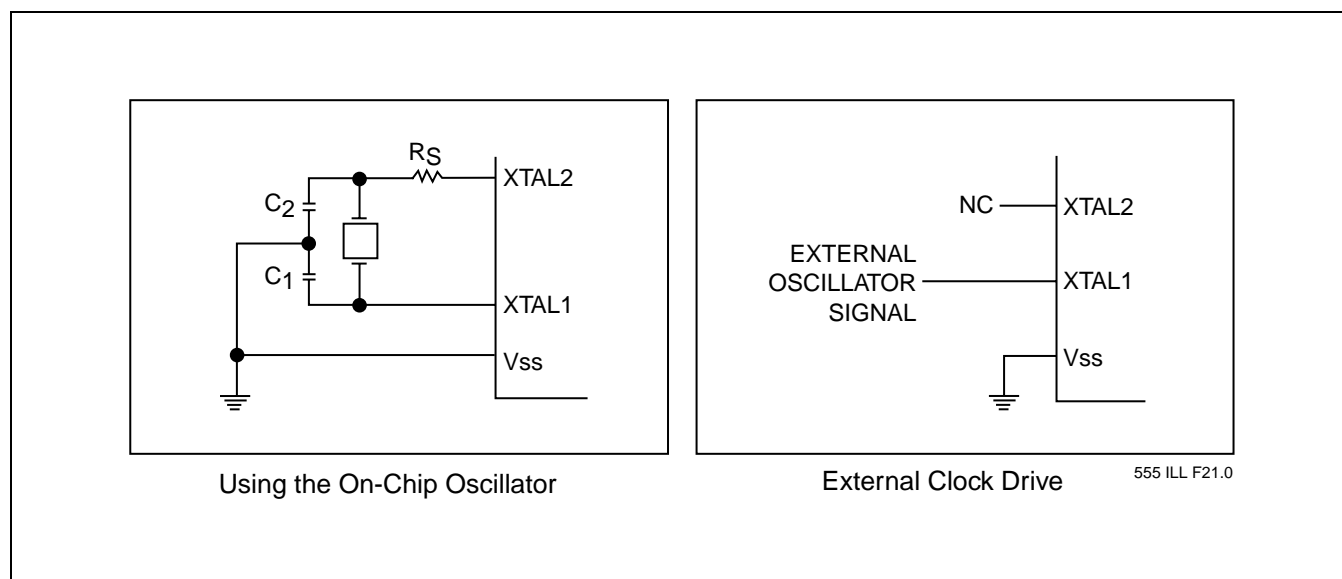 RS
XTAL2
C2
C1
XTAL1
Vss
Using the On-Chip Oscillator
NC
XTAL2
EXTERNAL
OSCILLATOR
SIGNAL
XTAL1
Vss
External Clock Drive
555 ILL F21.0